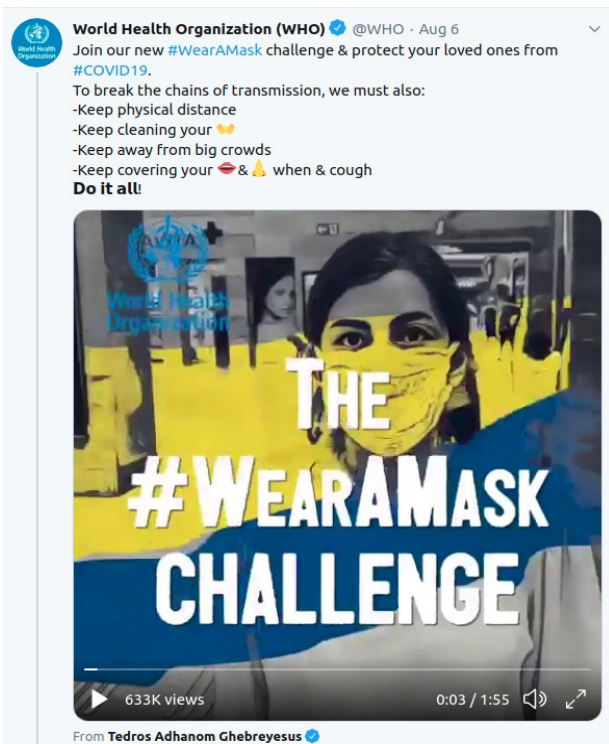 World Health Organization (WHO) @WHO · Aug 6
Join our new #WearAMask challenge & protect your loved ones from
#COVID19.
To break the chains of transmission, we must also:
-Keep physical distance
-Keep cleaning your 👐
-Keep away from big crowds
-Keep covering your 👄 & 👃 when & cough
Do it all!
World Health
Organization
World Health
Organization
THE
#WEARAMASK
CHALLENGE
633K views
0:03 / 1:55
From Tedros Adhanom Ghebreyesus